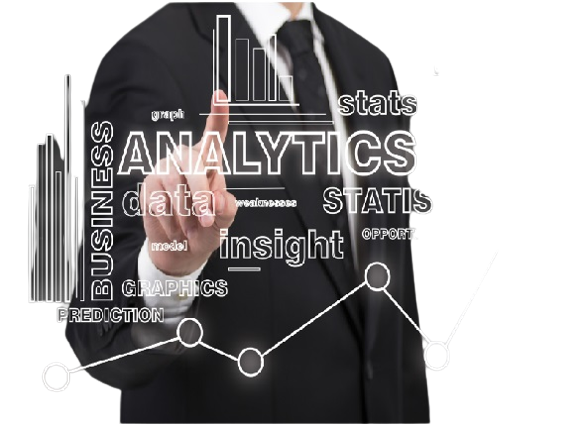 graph
stats
ANALYTICS
BUSINESS
data
weaknesses
STATIS
model
insight
OPPORT
GRAPHICS
PREDICTION